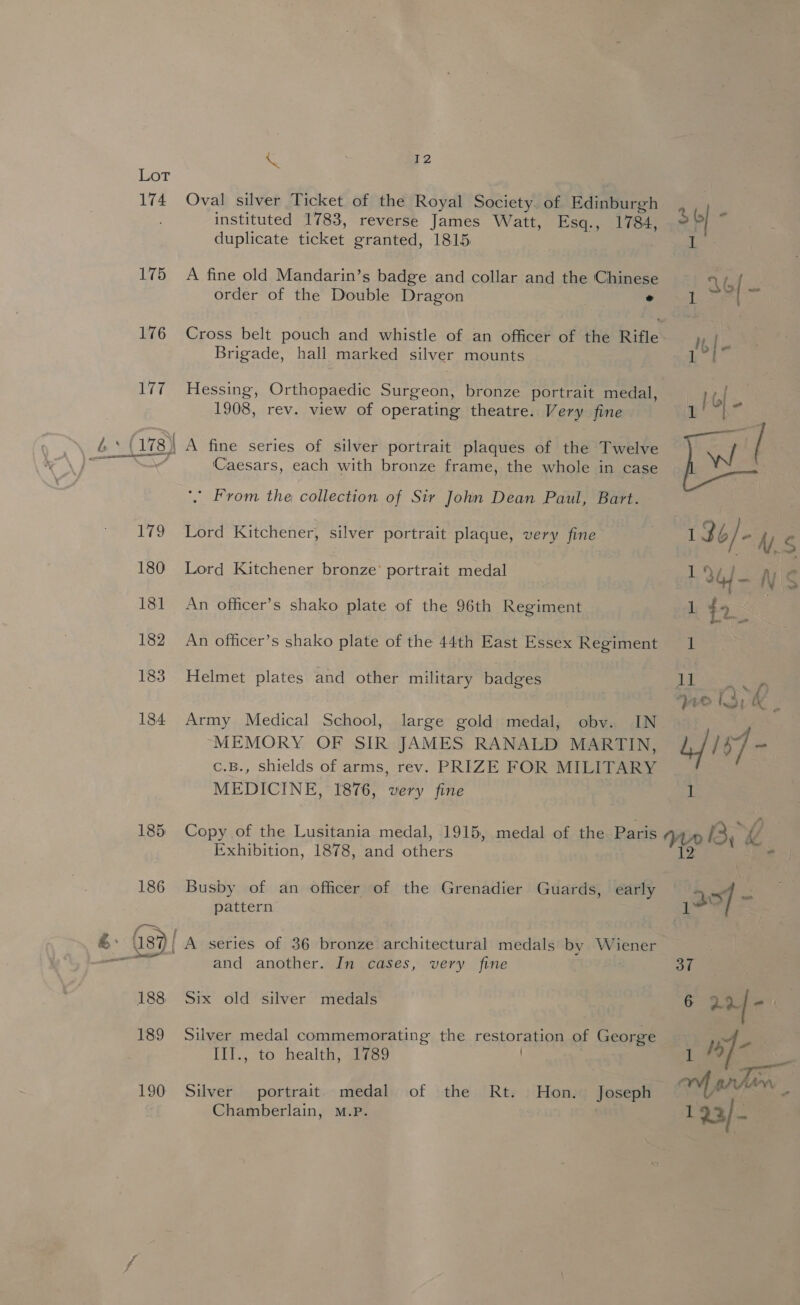 12
Lot
174 Oval silver Ticket of the Royal Society of Edinburgh
instituted 1783, reverse James Watt, Esq., 1784, 36/-
duplicate ticket granted, 1815 1
175 A fine old Mandarin's badge and collar and the Chinese
order of the Double Dragon 1 36/-
176 Cross belt pouch and whistle of an officer of the Rifle
Brigade, hall marked silver mounts 1 16/-
177 Hessing, Orthopaedic Surgeon, bronze portrait medal,
1908, rev. view of operating theatre. Very fine 1 16/-
(178) A fine series of silver portrait plaques of the Twelve
Caesars, each with bronze frame, the whole in case
From the collection of Sir John Dean Paul, Bart.
179 Lord Kitchener, silver portrait plaque, very fine 1 36/- N.S
180 Lord Kitchener bronze portrait medal 1 34/- N S
181 An officer's shako plate of the 96th Regiment 1
182 An officer's shako plate of the 44th East Essex Regiment 1
183 Helmet plates and other military badges 11
184 Army Medical School, large gold medal, obv. IN
MEMORY OF SIR JAMES RANALD MARTIN,
C.B., shields of arms, rev. PRIZE FOR MILITARY
MEDICINE, 1876, very fine 1
185 Copy of the Lusitania medal, 1915, medal of the Paris
Exhibition, 1878, and others 12
186 Busby of an officer of the Grenadier Guards, early
pattern 1
(187) A series of 36 bronze architectural medals by Wiener
and another. In cases, very fine 37
188 Six old silver medals 6 22/-
189 Silver medal commemorating the restoration of George
III., to health, 1789 1
190 Silver portrait medal of the Rt. Hon. Joseph
Chamberlain, M.P. 1 23/-